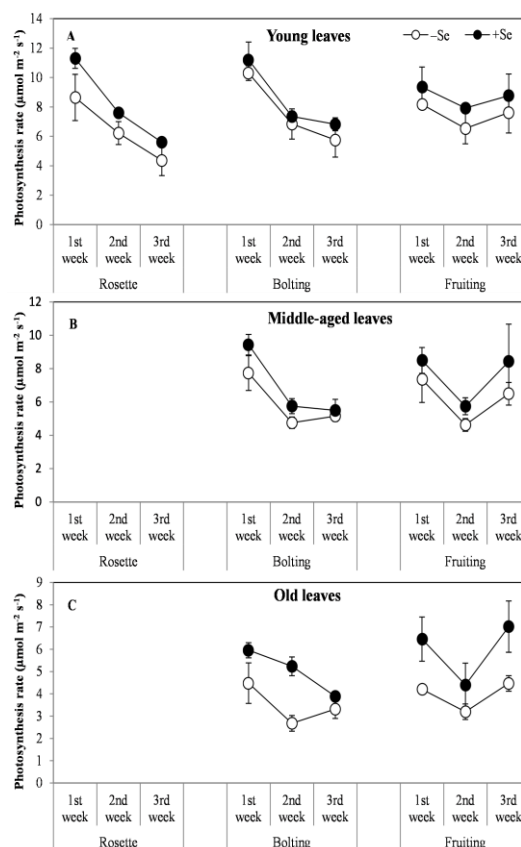 A Young leaves –Se +Se
Photosynthesis rate (µmol m⁻² s⁻¹)
14
12
10
8
6
4
2
0
1st week 2nd week 3rd week 1st week 2nd week 3rd week 1st week 2nd week 3rd week
Rosette Bolting Fruiting
B Middle-aged leaves
Photosynthesis rate (µmol m⁻² s⁻¹)
12
10
8
6
4
2
0
1st week 2nd week 3rd week 1st week 2nd week 3rd week 1st week 2nd week 3rd week
Rosette Bolting Fruiting
C Old leaves
Photosynthesis rate (µmol m⁻² s⁻¹)
9
8
7
6
5
4
3
2
1
0
1st week 2nd week 3rd week 1st week 2nd week 3rd week 1st week 2nd week 3rd week
Rosette Bolting Fruiting